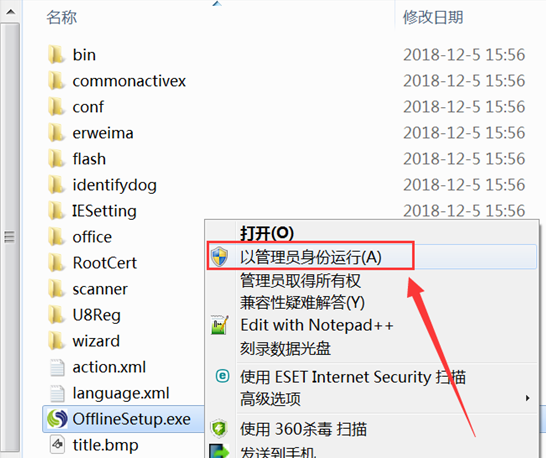 名称 修改日期
bin 2018-12-5 15:56
commonactivex 2018-12-5 15:56
conf 2018-12-5 15:56
erweima 2018-12-5 15:56
flash 2018-12-5 15:56
identifydog 2018-12-5 15:56
IESetting 2018-12-5 15:56
office
RootCert
scanner
U8Reg
wizard
action.xml
language.xml
OfflineSetup.exe
title.bmp
打开(O)
以管理员身份运行(A)
管理员取得所有权
兼容性疑难解答(Y)
Edit with Notepad++
刻录数据光盘
使用 ESET Internet Security 扫描
高级选项
使用 360杀毒 扫描
发送到手机